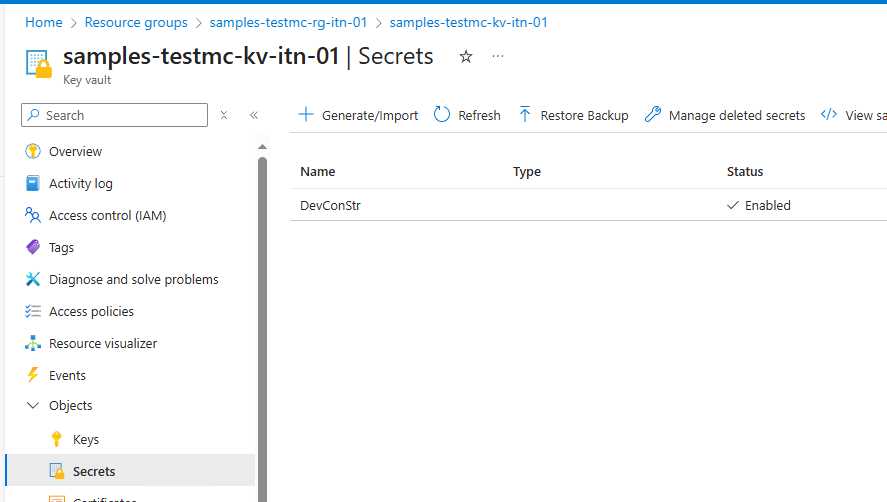 Home > Resource groups > samples-testmc-rg-itn-01 > samples-testmc-kv-itn-01
samples-testmc-kv-itn-01 | Secrets
Key vault
Search
Generate/Import Refresh Restore Backup Manage deleted secrets View sa
Overview
Activity log
Access control (IAM)
Tags
Diagnose and solve problems
Access policies
Resource visualizer
Events
Objects
Keys
Secrets
Certificates
Name Type Status
DevConStr Enabled